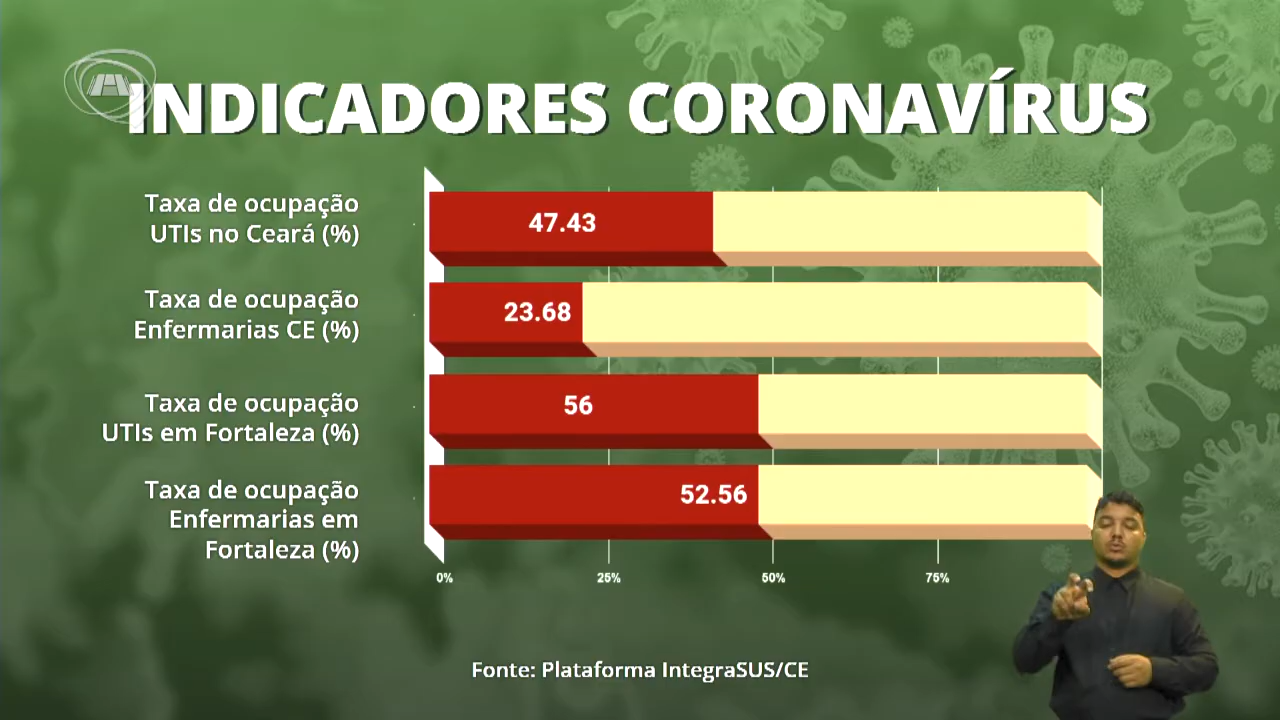 INDICADORES CORONAVÍRUS
Taxa de ocupação
UTIs no Ceará (%)
47.43
Taxa de ocupação
Enfermarias CE (%)
23.68
Taxa de ocupação
UTIs em Fortaleza (%)
56
Taxa de ocupação
Enfermarias em
Fortaleza (%)
52.56
0% 25% 50% 75%
Fonte: Plataforma IntegraSUS/CE